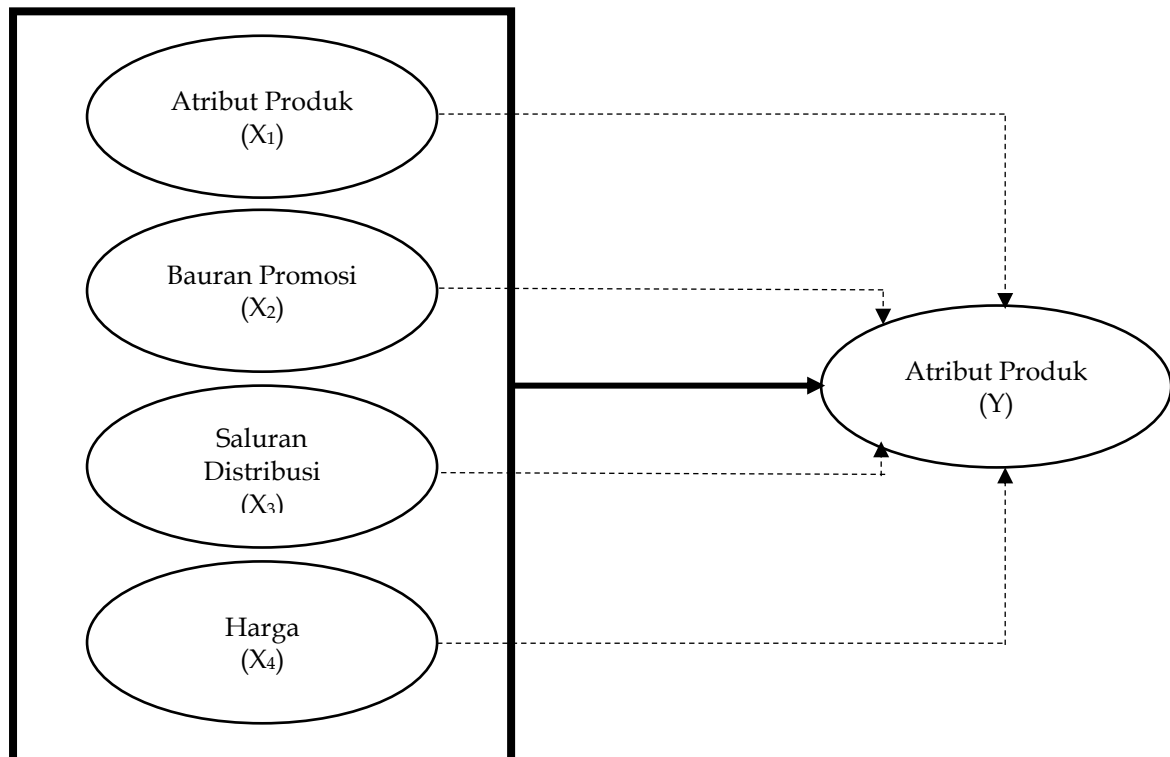 Atribut Produk
(X₁)
Bauran Promosi
(X₂)
Saluran
Distribusi
(X₃)
Harga
(X₄)
Atribut Produk
(Y)